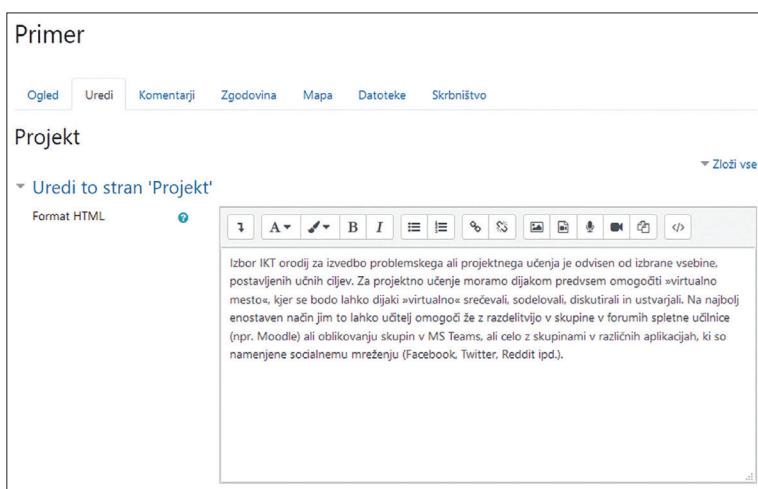 Primer
Ogled Uredi Komentarji Zgodovina Mapa Datoteke Skrbništvo
Projekt
Zloži vse
Uredi to stran 'Projekt'
Format HTML
A B I </>
Izbor IKT orodij za izvedbo problemskega ali projektnega učenja je odvisen od izbrane vsebine,
postavljenih učnih ciljev. Za projektno učenje moramo dijakom predvsem omogočiti »virtualno
mesto«, kjer se bodo lahko dijaki »virtualno« srečevali, sodelovali, diskutirali in ustvarjali. Na najbolj
enostaven način jim to lahko učitelj omogoči že z razdelitvijo v skupine v forumih spletne učilnice
(npr. Moodle) ali oblikovanju skupin v MS Teams, ali celo z skupinami v različnih aplikacijah, ki so
namenjene socialnemu mreženju (Facebook, Twitter, Reddit ipd.).